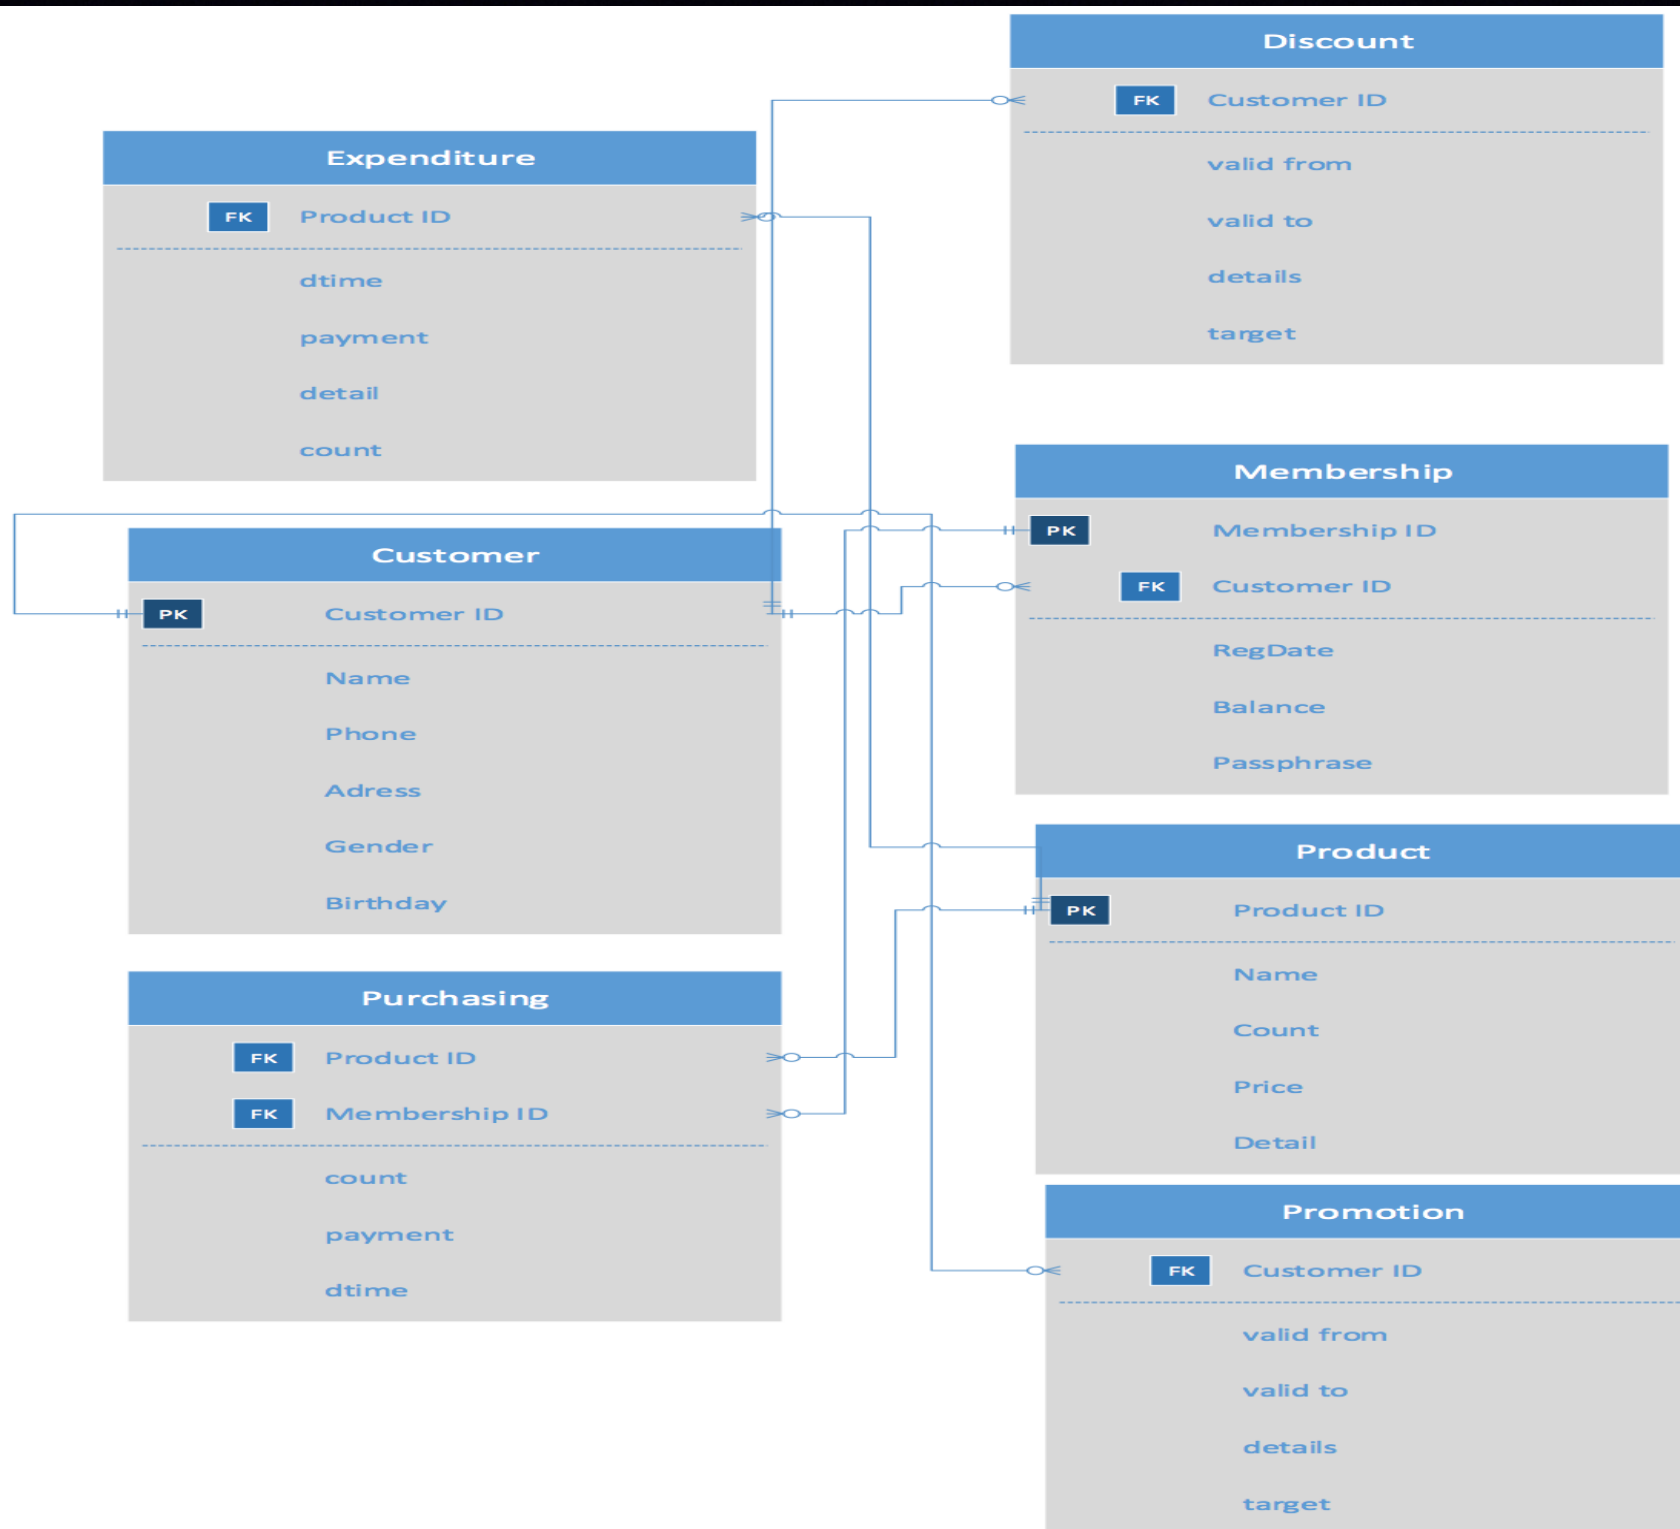 Discount
FK Customer ID
valid from
valid to
details
target
Expenditure
FK Product ID
dtime
payment
detail
count
Membership
PK Membership ID
FK Customer ID
RegDate
Balance
Passphrase
Customer
PK Customer ID
Name
Phone
Adress
Gender
Birthday
Product
PK Product ID
Name
Count
Price
Detail
Purchasing
FK Product ID
FK Membership ID
count
payment
dtime
Promotion
FK Customer ID
valid from
valid to
details
target